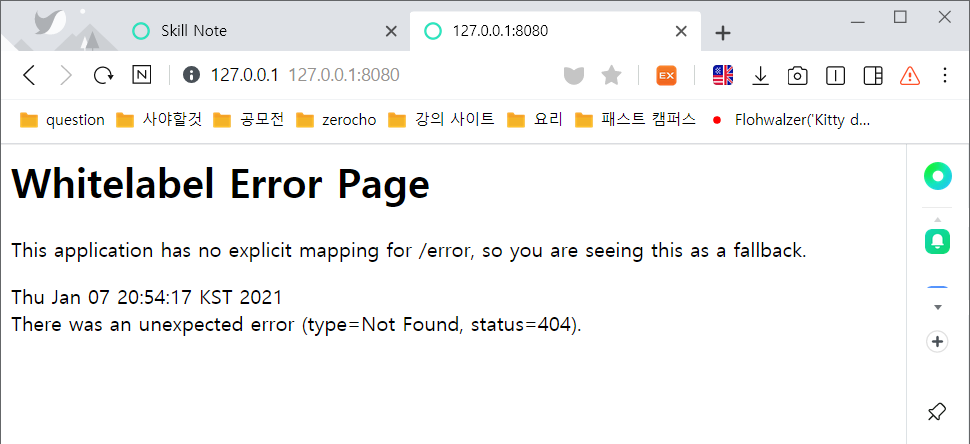 Skill Note
127.0.0.1:8080
N
127.0.0.1 127.0.0.1:8080
EX
question
사야할것
공모전
zerocho
강의 사이트
요리
패스트 캠퍼스
Flohwalzer('Kitty d...
Whitelabel Error Page
This application has no explicit mapping for /error, so you are seeing this as a fallback.
Thu Jan 07 20:54:17 KST 2021
There was an unexpected error (type=Not Found, status=404).